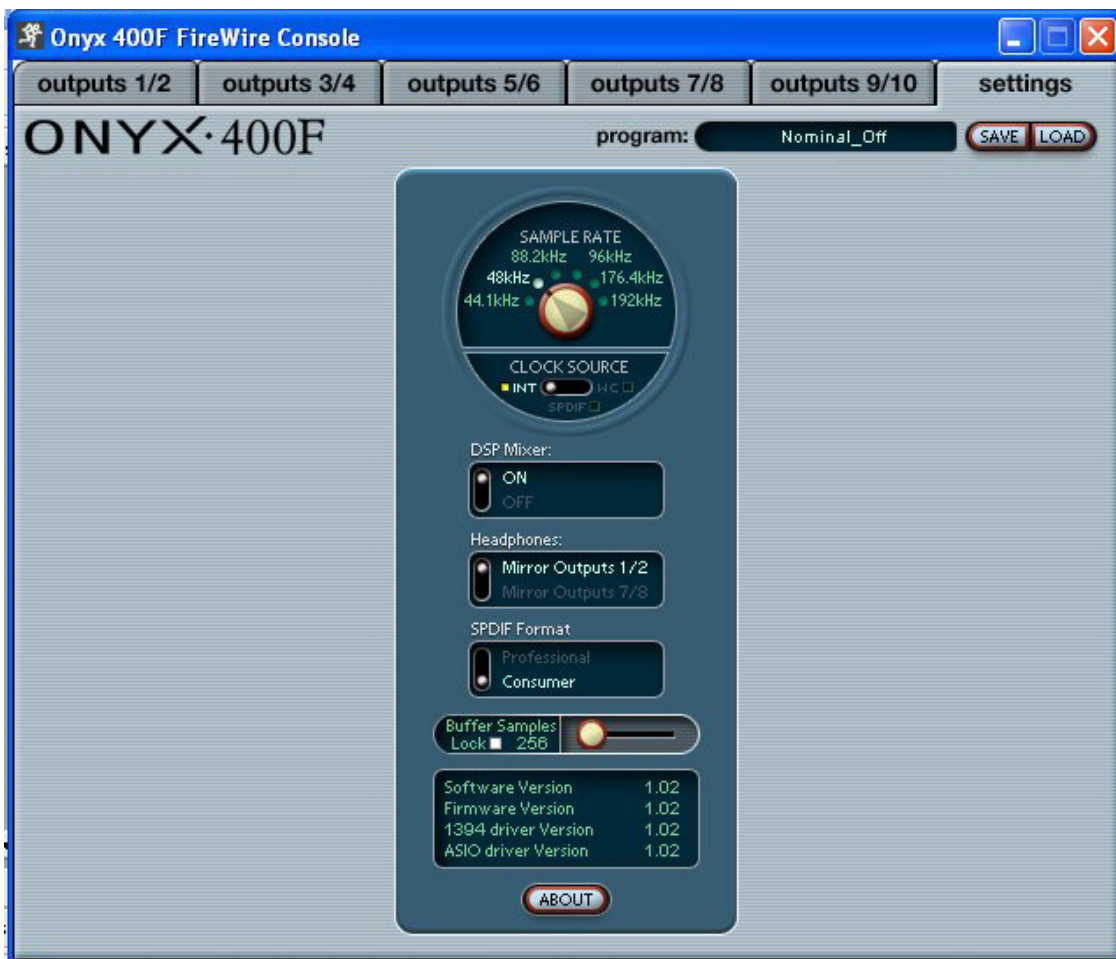 Onyx 400F FireWire Console
outputs 1/2 outputs 3/4 outputs 5/6 outputs 7/8 outputs 9/10 settings
ONYX·400F program: Nominal_Off SAVE LOAD
SAMPLE RATE
88.2kHz 96kHz
48kHz 176.4kHz
44.1kHz 192kHz
CLOCK SOURCE
INT WC
SPDIF
DSP Mixer:
ON
OFF
Headphones:
Mirror Outputs 1/2
Mirror Outputs 7/8
SPDIF Format
Professional
Consumer
Buffer Samples
Lock 256
Software Version 1.02
Firmware Version 1.02
1394 driver Version 1.02
ASIO driver Version 1.02
ABOUT